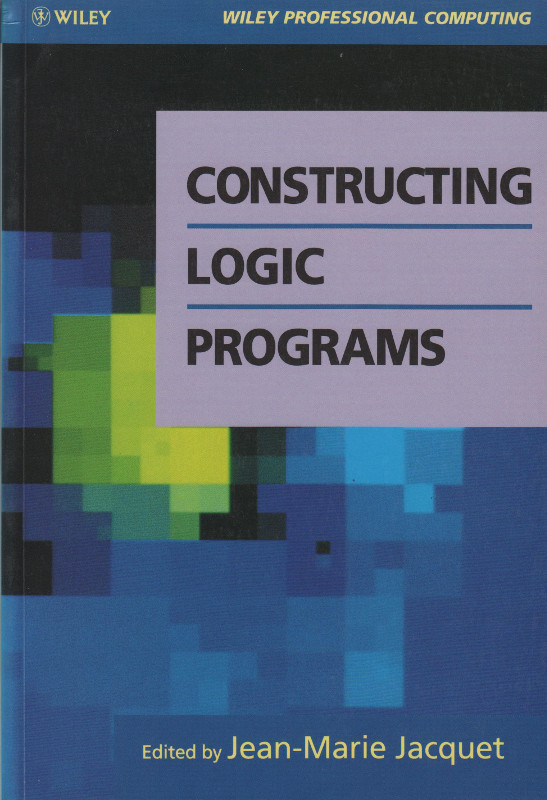 WILEY WILEY PROFESSIONAL COMPUTING
CONSTRUCTING
LOGIC
PROGRAMS
Edited by Jean-Marie Jacquet